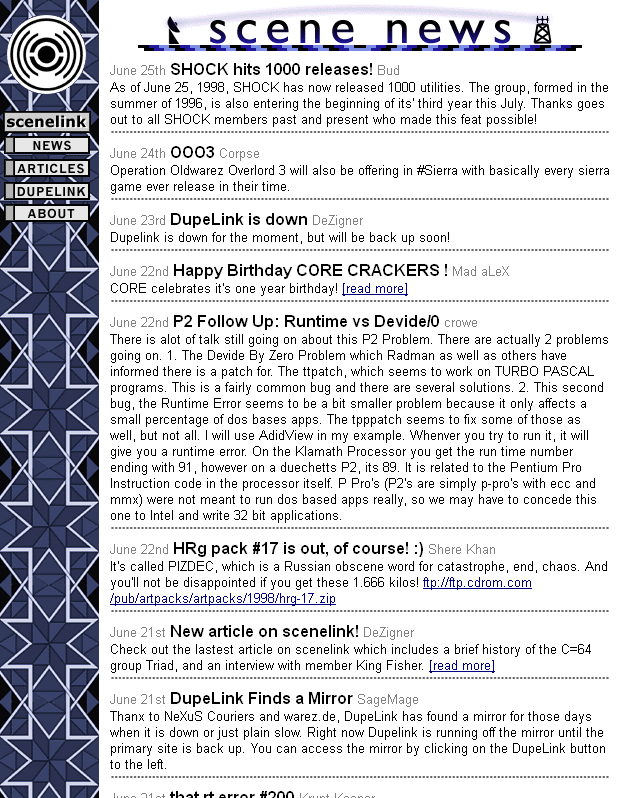 scene news
scenelink
NEWS
ARTICLES
DUPELINK
ABOUT
June 25th SHOCK hits 1000 releases! Bud
As of June 25, 1998, SHOCK has now released 1000 utilities. The group, formed in the
summer of 1996, is also entering the beginning of its' third year this July. Thanks goes
out to all SHOCK members past and present who made this feat possible!
June 24th OOO3 Corpse
Operation Oldwarez Overlord 3 will also be offering in #Sierra with basically every sierra
game ever release in their time.
June 23rd DupeLink is down DeZigner
Dupelink is down for the moment, but will be back up soon!
June 22nd Happy Birthday CORE CRACKERS ! Mad aLeX
CORE celebrates it's one year birthday! [read more]
June 22nd P2 Follow Up: Runtime vs Devide/0 crowe
There is alot of talk still going on about this P2 Problem. There are actually 2 problems
going on. 1. The Devide By Zero Problem which Radman as well as others have
informed there is a patch for. The ttpatch, which seems to work on TURBO PASCAL
programs. This is a fairly common bug and there are several solutions. 2. This second
bug, the Runtime Error seems to be a bit smaller problem because it only affects a
small percentage of dos bases apps. The tpppatch seems to fix some of those as
well, but not all. I will use AdidView in my example. Whenver you try to run it, it will
give you a runtime error. On the Klamath Processor you get the run time number
ending with 91, however on a duechetts P2, its 89. It is related to the Pentium Pro
Instruction code in the processor itself. P Pro's (P2's are simply p-pro's with ecc and
mmx) were not meant to run dos based apps really, so we may have to concede this
one to Intel and write 32 bit applications.
June 22nd HRg pack #17 is out, of course! :) Shere Khan
It's called PIZDEC, which is a Russian obscene word for catastrophe, end, chaos. And
you'll not be disappointed if you get these 1.666 kilos! ftp://ftp.cdrom.com
/pub/artpacks/artpacks/1998/hrg-17.zip
June 21st New article on scenelink! DeZigner
Check out the lastest article on scenelink which includes a brief history of the C=64
group Triad, and an interview with member King Fisher. [read more]
June 21st DupeLink Finds a Mirror SageMage
Thanx to NeXuS Couriers and warez.de, DupeLink has found a mirror for those days
when it is down or just plain slow. Right now Dupelink is running off the mirror until the
primary site is back up. You can access the mirror by clicking on the DupeLink button
to the left.
June 21st that rt error #200